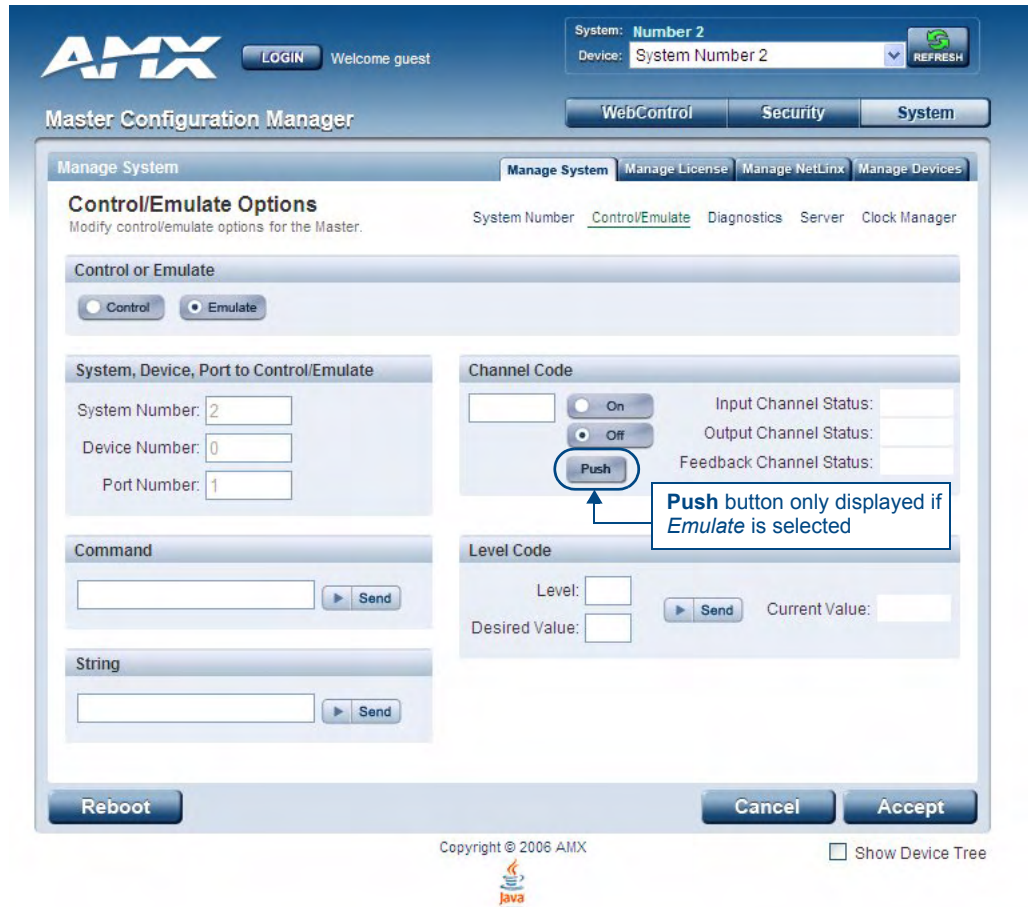 AMX
LOGIN Welcome guest
System: Number 2
Device: System Number 2
REFRESH
Master Configuration Manager
WebControl Security System
Manage System
Manage System Manage License Manage NetLinx Manage Devices
Control/Emulate Options
Modify control/emulate options for the Master.
System Number Control/Emulate Diagnostics Server Clock Manager
Control or Emulate
Control Emulate
System, Device, Port to Control/Emulate
System Number: 2
Device Number: 0
Port Number: 1
Channel Code
On
Off
Push
Input Channel Status:
Output Channel Status:
Feedback Channel Status:
Push button only displayed if
Emulate is selected
Command
Send
Level Code
Level:
Desired Value:
Send
Current Value:
String
Send
Reboot
Cancel Accept
Copyright © 2006 AMX
Show Device Tree
Java